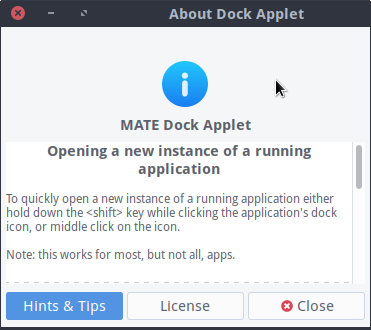 About Dock Applet
MATE Dock Applet
Opening a new instance of a running
application
To quickly open a new instance of a running application either
hold down the <shift> key while clicking the application's dock
icon, or middle click on the icon.
Note: this works for most, but not all, apps.
Hints & Tips
License
Close